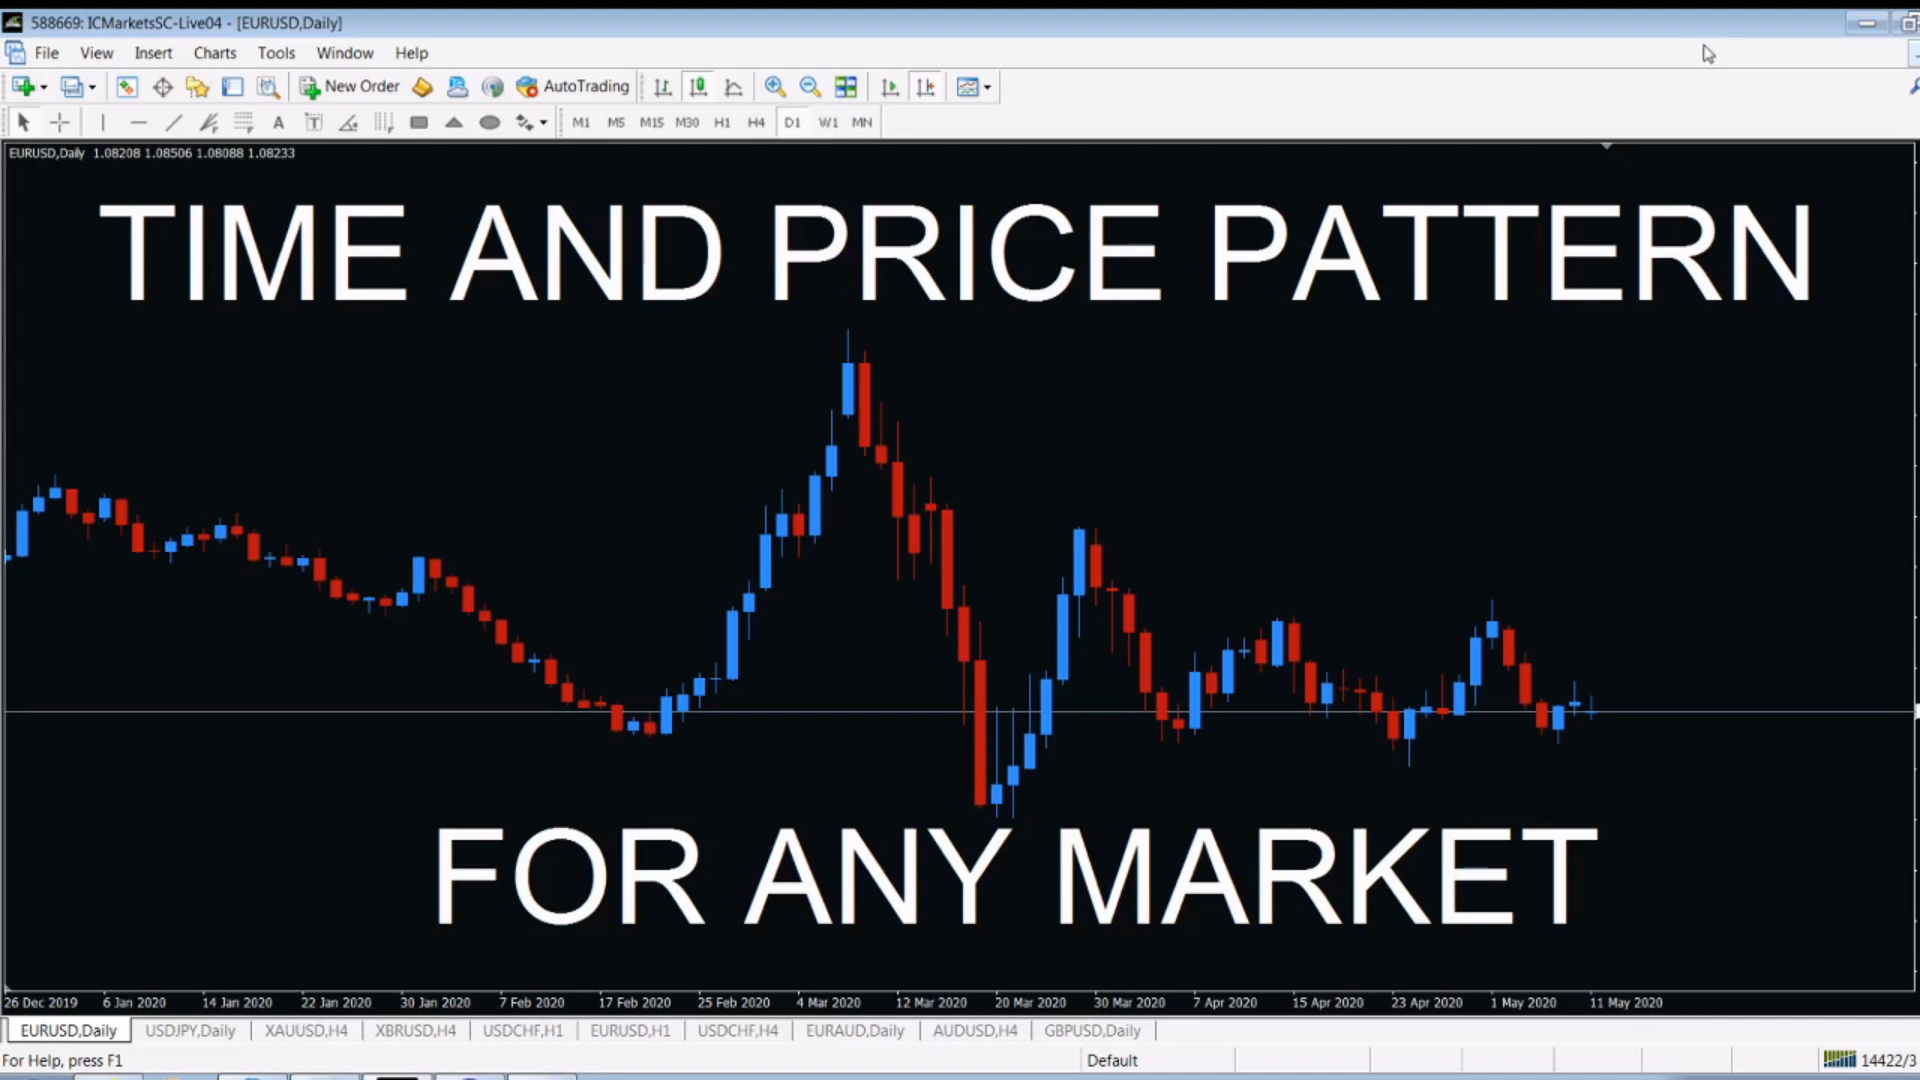 588669: ICMarketsSC-Live04 - [EURUSD,Daily]
File View Insert Charts Tools Window Help
New Order AutoTrading
A T M1 M5 M15 M30 H1 H4 D1 W1 MN
EURUSD,Daily 1.08208 1.08506 1.08088 1.08233
TIME AND PRICE PATTERN
FOR ANY MARKET
26 Dec 2019 6 Jan 2020 14 Jan 2020 22 Jan 2020 30 Jan 2020 7 Feb 2020 17 Feb 2020 25 Feb 2020 4 Mar 2020 12 Mar 2020 20 Mar 2020 30 Mar 2020 7 Apr 2020 15 Apr 2020 23 Apr 2020 1 May 2020 11 May 2020
EURUSD,Daily USDJPY,Daily XAUUSD,H4 XBRUSD,H4 USDCHF,H1 EURUSD,H1 USDCHF,H4 EURAUD,Daily AUDUSD,H4 GBPUSD,Daily
For Help, press F1 Default 14422/3